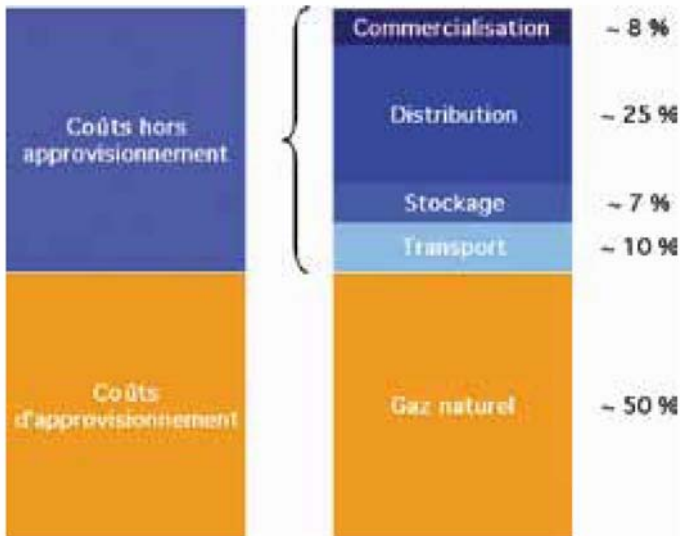 Coûts hors
approvisionnement
Coûts
d'approvisionnement
Commercialisation
~ 8 %
Distribution
~ 25 %
Stockage
~ 7 %
Transport
~ 10 %
Gaz naturel
~ 50 %